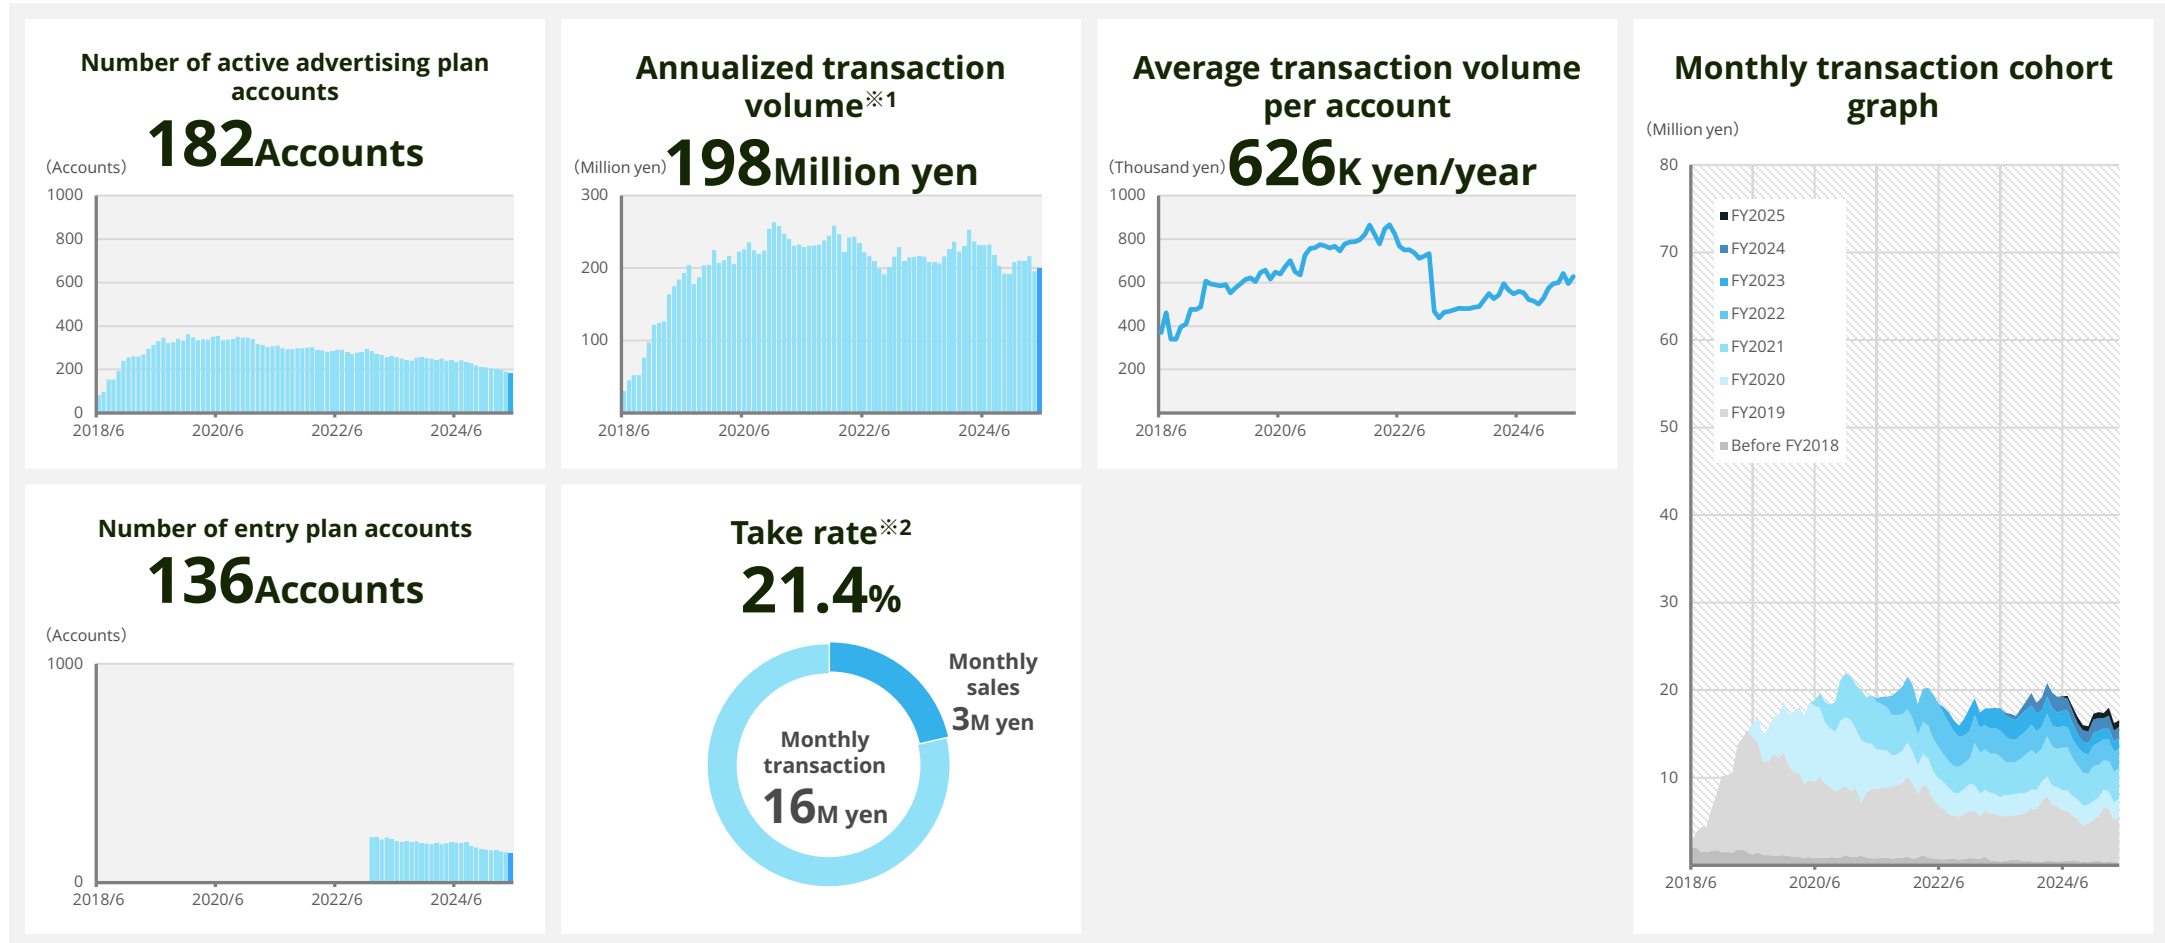 Number of active advertising plan
accounts
182Accounts
(Accounts)
1000
800
600
400
200
0
2018/6 2020/6 2022/6 2024/6
Annualized transaction
volume※1
(Million yen) 198Million yen
300
200
100
2018/6 2020/6 2022/6 2024/6
Average transaction volume
per account
(Thousand yen) 626K yen/year
1000
800
600
400
200
2018/6 2020/6 2022/6 2024/6
Monthly transaction cohort
graph
(Million yen)
80
70
60
50
40
30
20
10
FY2025
FY2024
FY2023
FY2022
FY2021
FY2020
FY2019
Before FY2018
2018/6 2020/6 2022/6 2024/6
Number of entry plan accounts
136Accounts
(Accounts)
1000
0
2018/6 2020/6 2022/6 2024/6
Take rate※2
21.4%
Monthly
sales
3M yen
Monthly
transaction
16M yen